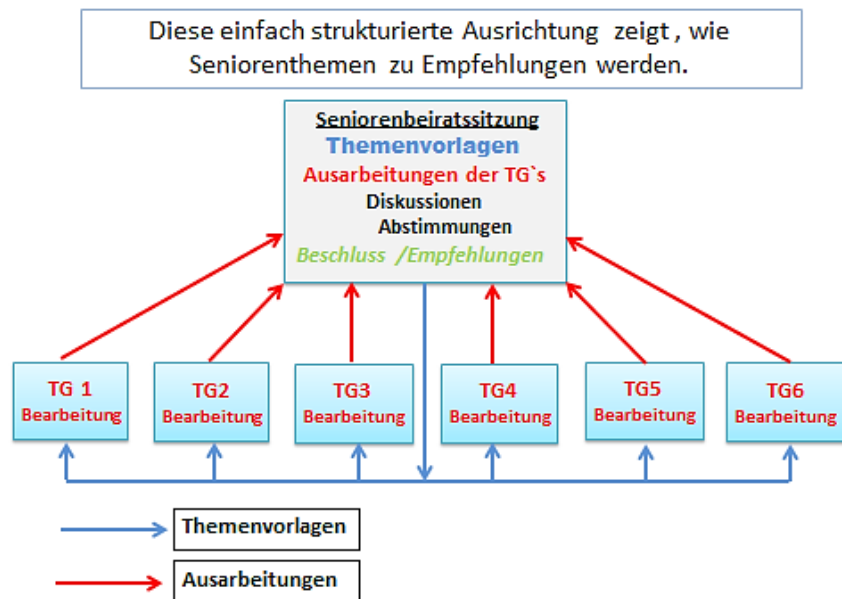 Diese einfach strukturierte Ausrichtung zeigt , wie
Seniorenthemen zu Empfehlungen werden.
Seniorenbeiratssitzung
Themenvorlagen
Ausarbeitungen der TG`s
Diskussionen
Abstimmungen
Beschluss /Empfehlungen
TG 1
Bearbeitung
TG2
Bearbeitung
TG3
Bearbeitung
TG4
Bearbeitung
TG5
Bearbeitung
TG6
Bearbeitung
Themenvorlagen
Ausarbeitungen